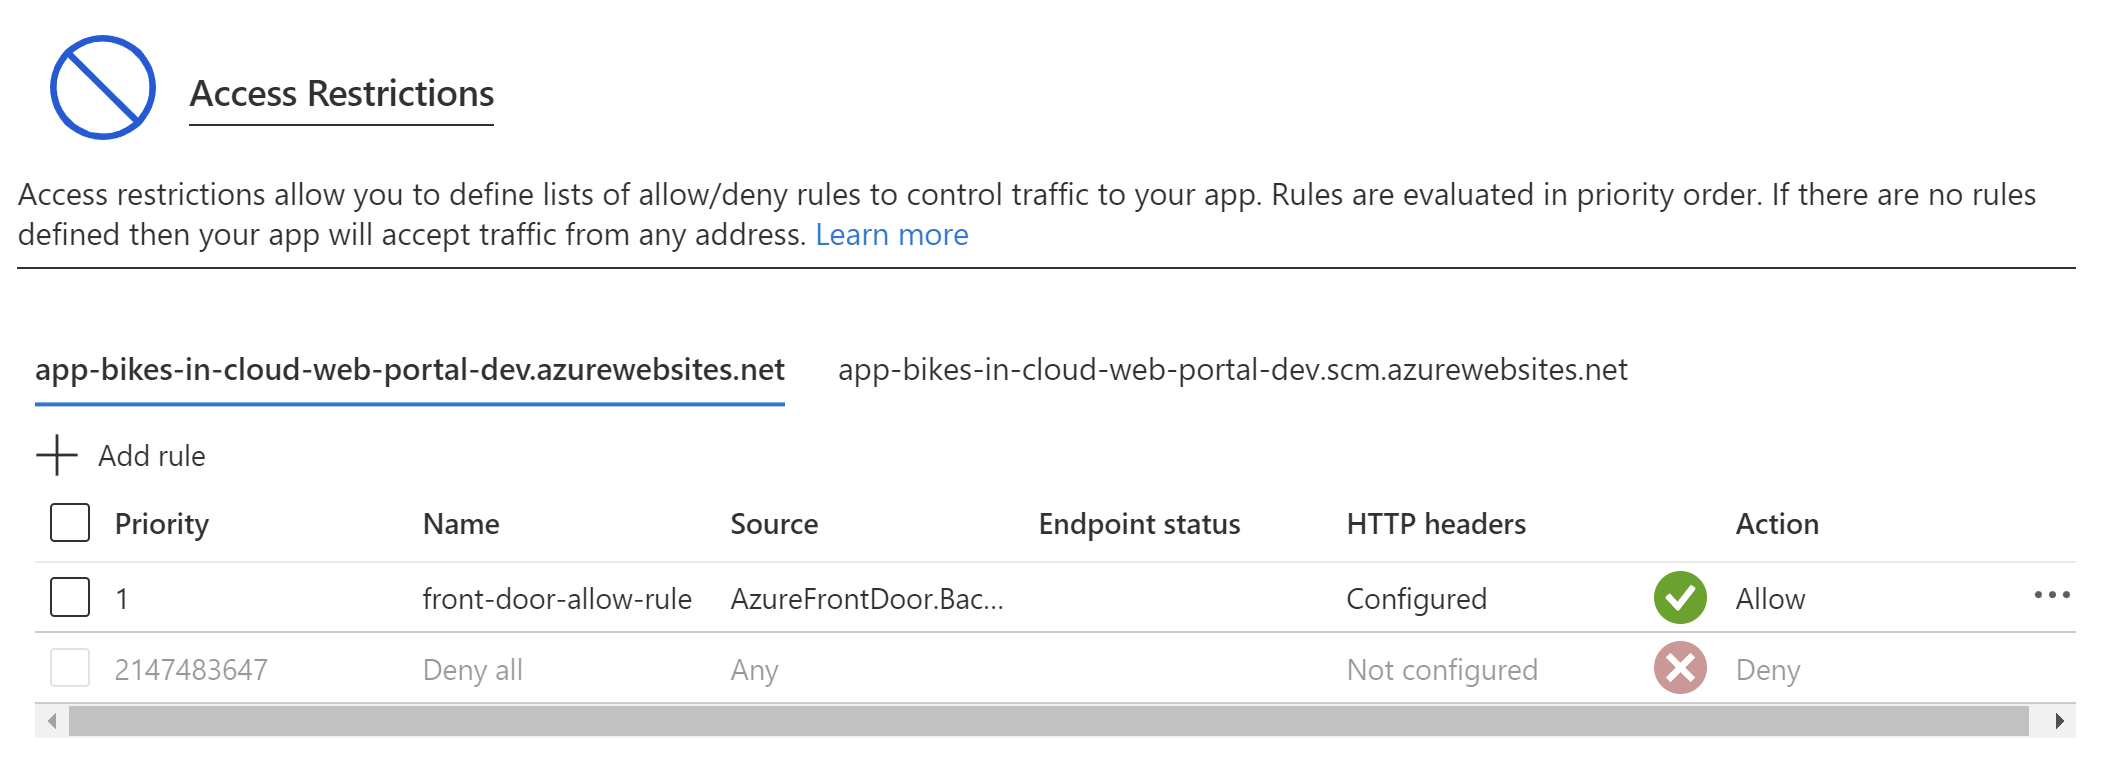 Access Restrictions
Access restrictions allow you to define lists of allow/deny rules to control traffic to your app. Rules are evaluated in priority order. If there are no rules
defined then your app will accept traffic from any address. Learn more
app-bikes-in-cloud-web-portal-dev.azurewebsites.net app-bikes-in-cloud-web-portal-dev.scm.azurewebsites.net
Add rule
Priority Name Source Endpoint status HTTP headers Action
1 front-door-allow-rule AzureFrontDoor.Bac... Configured Allow
2147483647 Deny all Any Not configured Deny